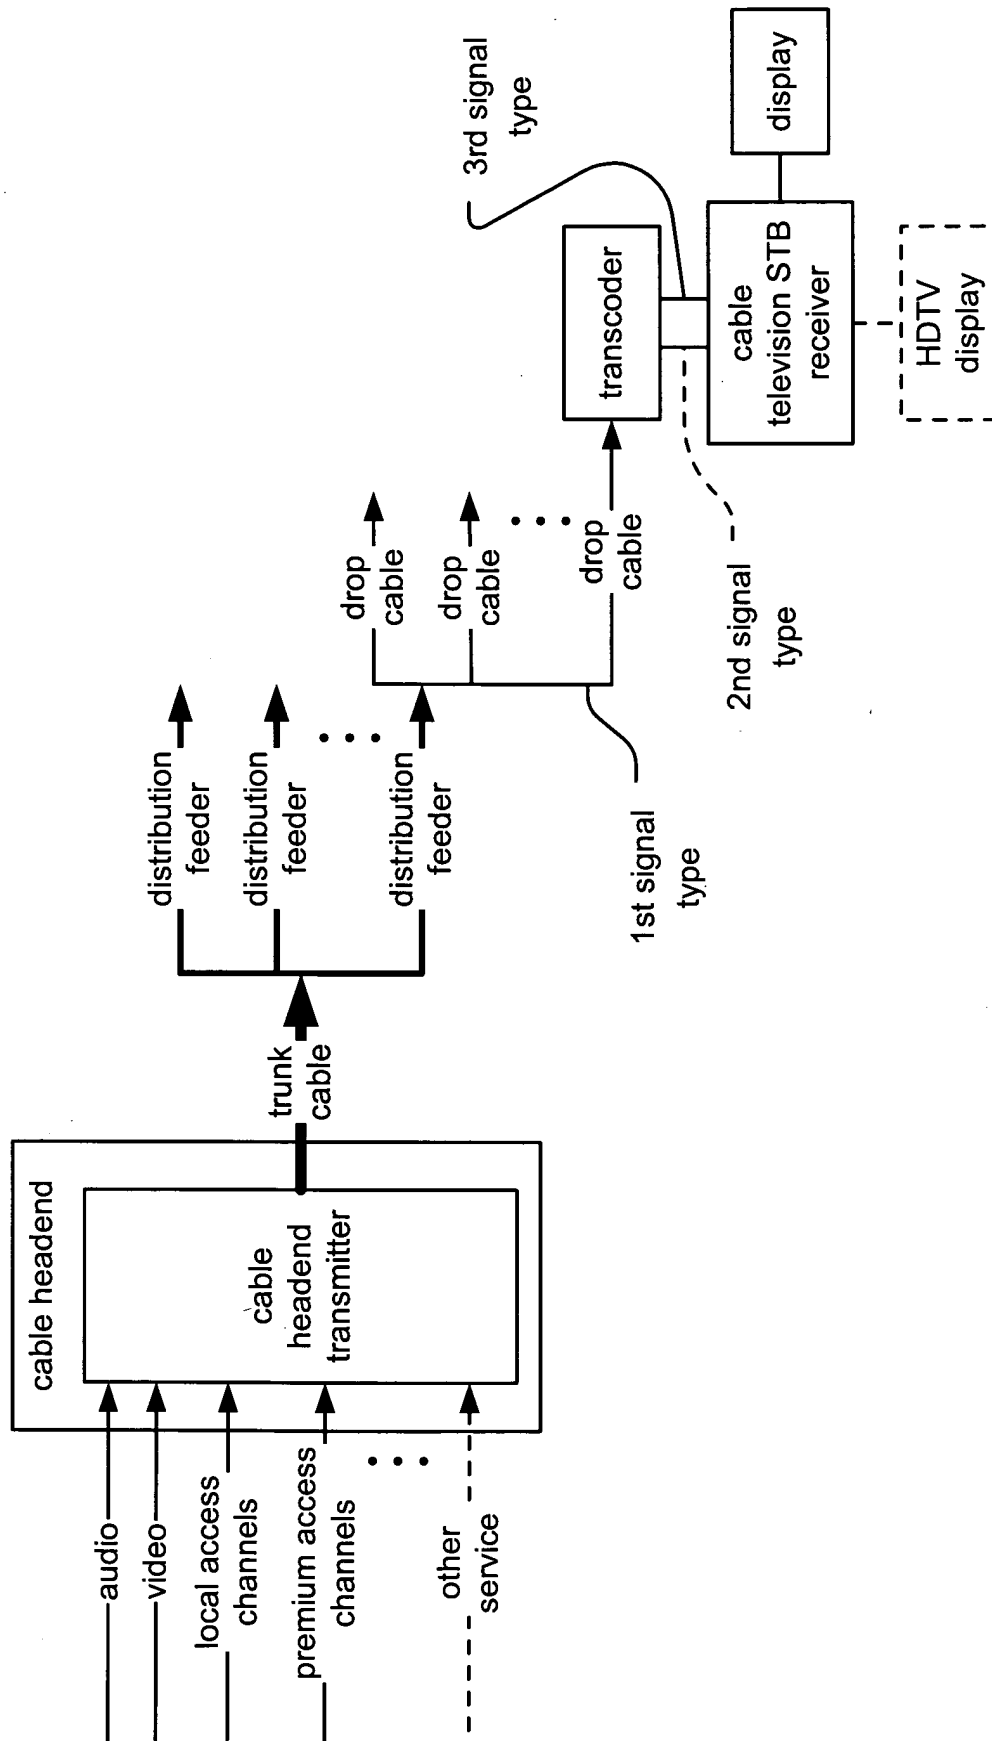 cable headend
audio
video
local access
channels
premium access
channels
other
service
cable
headend
transmitter
trunk
cable
distribution
feeder
distribution
feeder
distribution
feeder
drop
cable
drop
cable
drop
cable
1st signal
type
2nd signal
type
3rd signal
type
transcoder
cable
television STB
receiver
display
HDTV
display